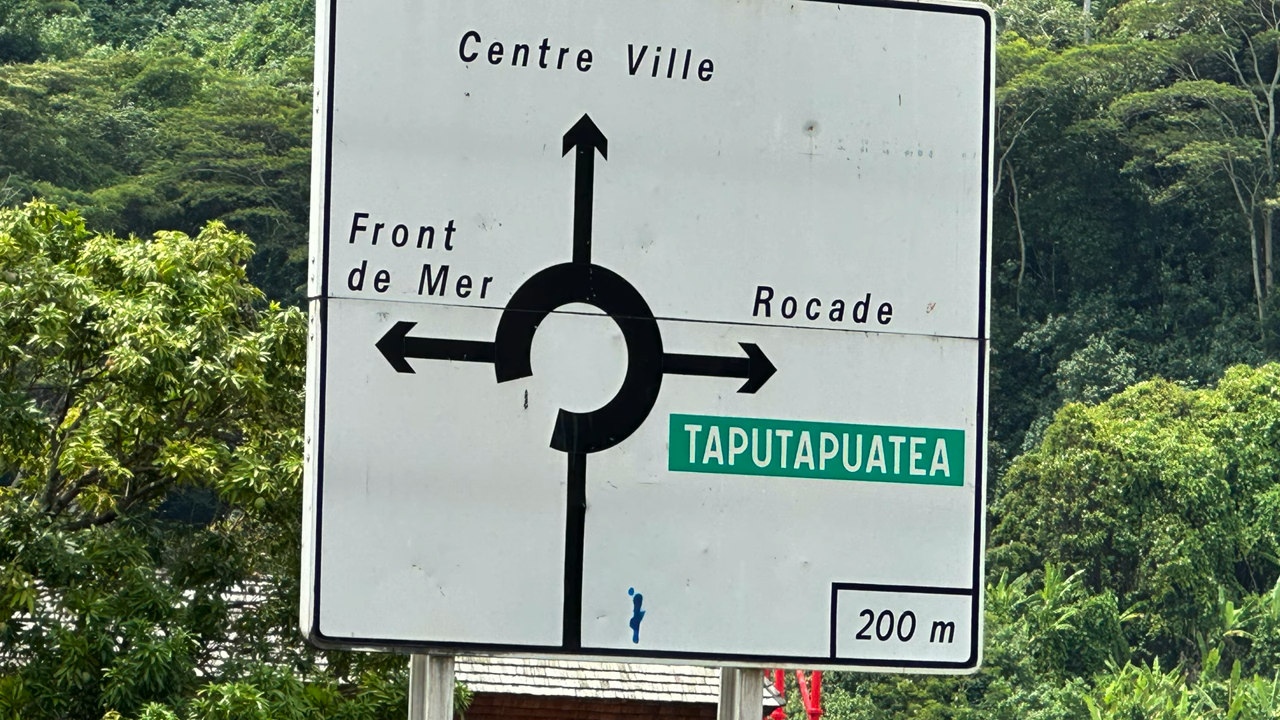 Centre Ville
Front
de Mer
Rocade
TAPUTAPUATEA
200 m